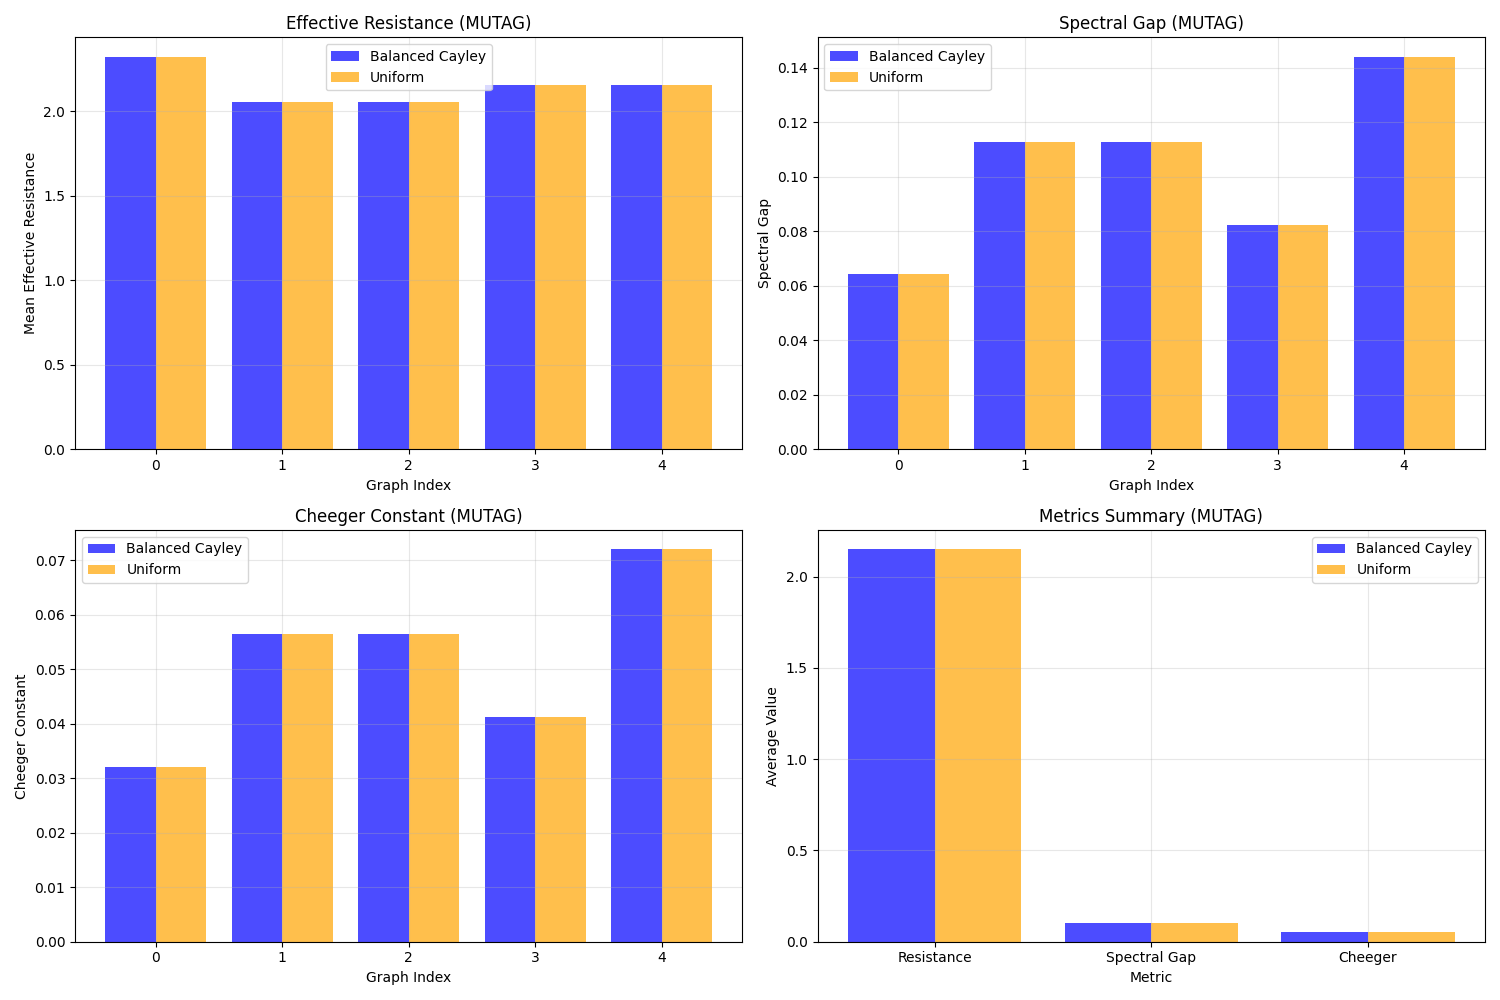 Effective Resistance (MUTAG)
Mean Effective Resistance
2.0
1.5
1.0
0.5
0.0
Balanced Cayley
Uniform
0 1 2 3 4
Graph Index
Spectral Gap (MUTAG)
Spectral Gap
0.14
0.12
0.10
0.08
0.06
0.04
0.02
0.00
Balanced Cayley
Uniform
0 1 2 3 4
Graph Index
Cheeger Constant (MUTAG)
Cheeger Constant
0.07
0.06
0.05
0.04
0.03
0.02
0.01
0.00
Balanced Cayley
Uniform
0 1 2 3 4
Graph Index
Metrics Summary (MUTAG)
Average Value
2.0
1.5
1.0
0.5
0.0
Balanced Cayley
Uniform
Resistance Spectral Gap Cheeger
Metric